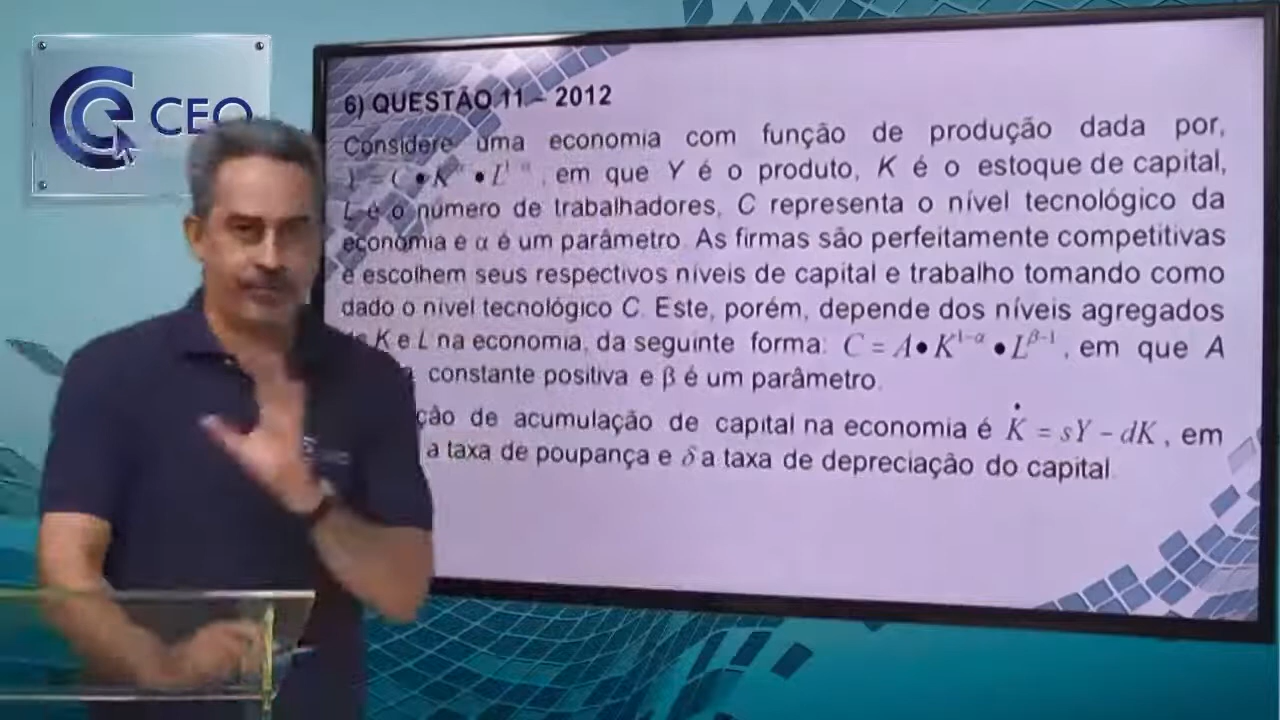 CEO
6) QUESTÃO 11 – 2012
Considere uma economia com função de produção dada por,
Y = C • K^α • L^1-α, em que Y é o produto, K é o estoque de capital,
L é o número de trabalhadores, C representa o nível tecnológico da
economia e α é um parâmetro. As firmas são perfeitamente competitivas
e escolhem seus respectivos níveis de capital e trabalho tomando como
dado o nível tecnológico C. Este, porém, depende dos níveis agregados
K e L na economia, da seguinte forma: C = A•K^1-α •L^β-1, em que A
constante positiva e β é um parâmetro.
ção de acumulação de capital na economia é K̇ = sY – dK, em
a taxa de poupança e δ a taxa de depreciação do capital.